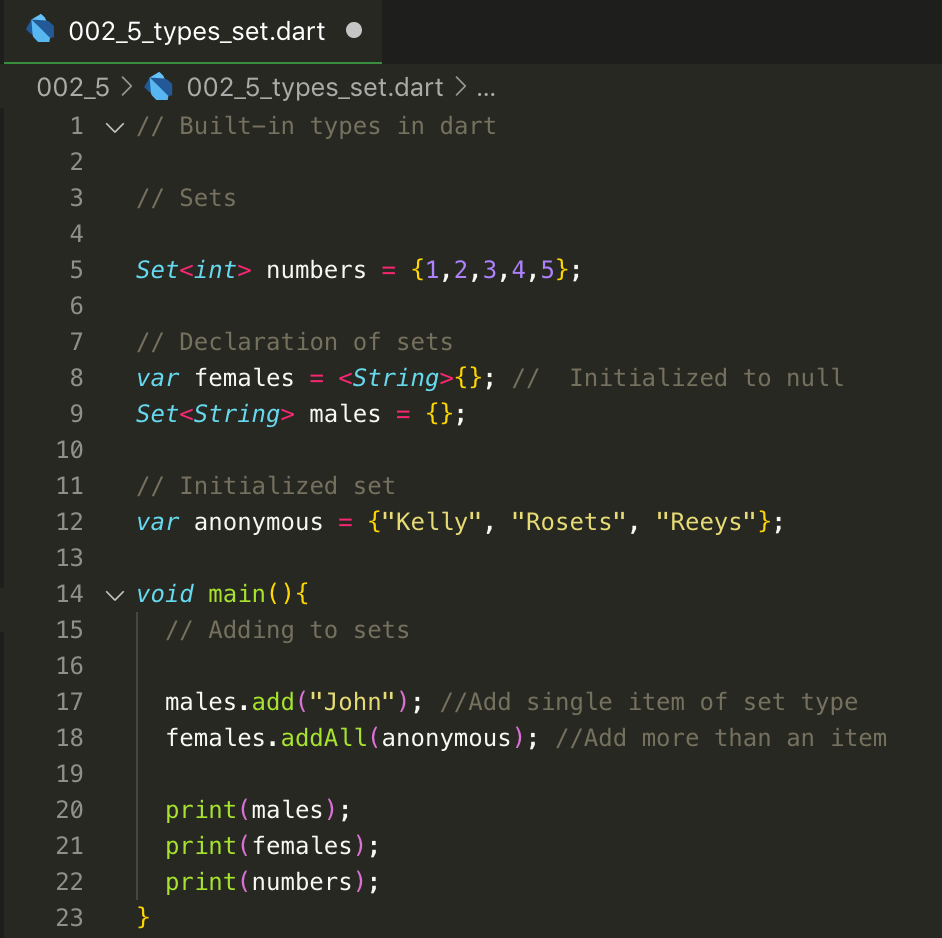 002_5_types_set.dart
002_5 > 002_5_types_set.dart > ...
1 // Built-in types in dart
2
3 // Sets
4
5 Set<int> numbers = {1,2,3,4,5};
6
7 // Declaration of sets
8 var females = <String>{}; //  Initialized to null
9 Set<String> males = {};
10
11 // Initialized set
12 var anonymous = {"Kelly", "Rosets", "Reeys"};
13
14 void main(){
15   // Adding to sets
16
17   males.add("John"); //Add single item of set type
18   females.addAll(anonymous); //Add more than an item
19
20   print(males);
21   print(females);
22   print(numbers);
23 }